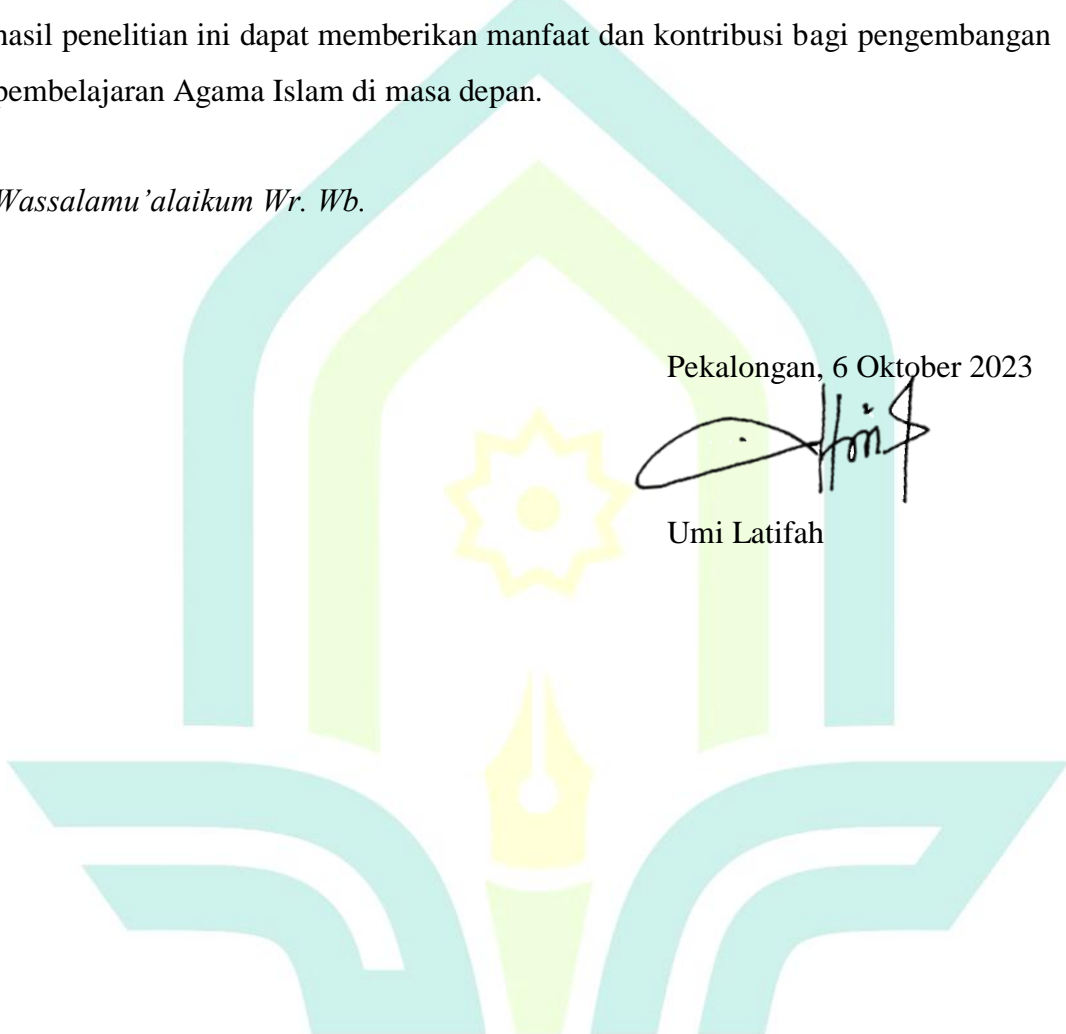 hasil penelitian ini dapat memberikan manfaat dan kontribusi bagi pengembangan
pembelajaran Agama Islam di masa depan.
Wassalamu’alaikum Wr. Wb.
Pekalongan, 6 Oktober 2023
Umi Latifah